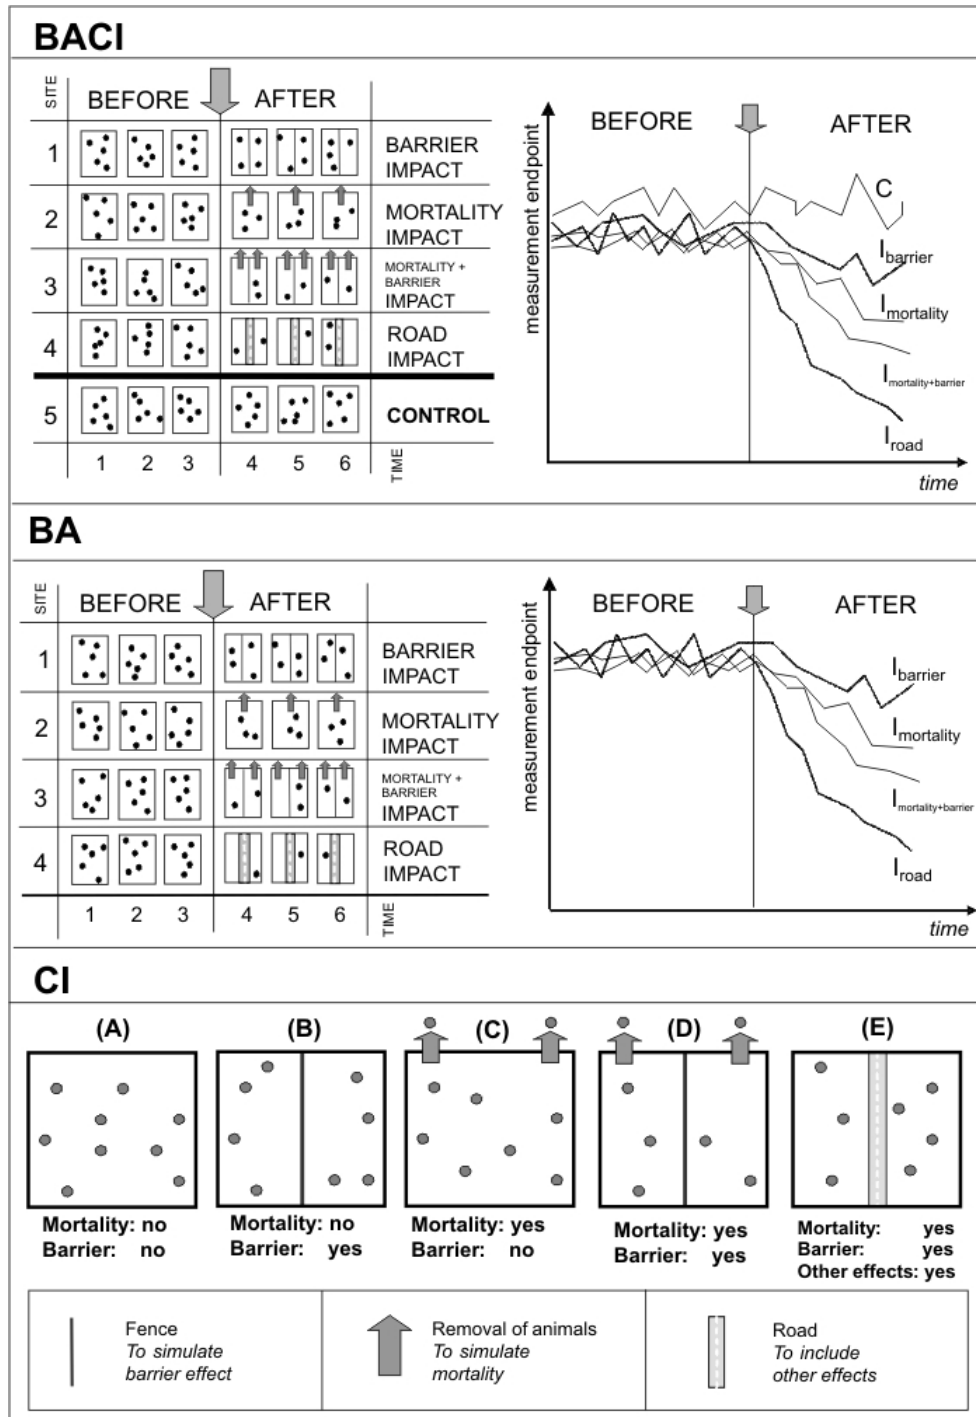 BACI
SITE
BEFORE
AFTER
1
BARRIER
IMPACT
2
MORTALITY
IMPACT
3
MORTALITY +
BARRIER
IMPACT
4
ROAD
IMPACT
5
CONTROL
1 2 3 4 5 6
TIME
measurement endpoint
BEFORE
AFTER
C
Ibarrier
Imortality
Imortality+barrier
Iroad
time
BA
SITE
BEFORE
AFTER
1
BARRIER
IMPACT
2
MORTALITY
IMPACT
3
MORTALITY +
BARRIER
IMPACT
4
ROAD
IMPACT
1 2 3 4 5 6
TIME
measurement endpoint
BEFORE
AFTER
Ibarrier
Imortality
Imortality+barrier
Iroad
time
CI
(A)
(B)
(C)
(D)
(E)
Mortality: no
Barrier: no
Mortality: no
Barrier: yes
Mortality: yes
Barrier: no
Mortality: yes
Barrier: yes
Mortality: yes
Barrier: yes
Other effects: yes
Fence
To simulate
barrier effect
Removal of animals
To simulate
mortality
Road
To include
other effects